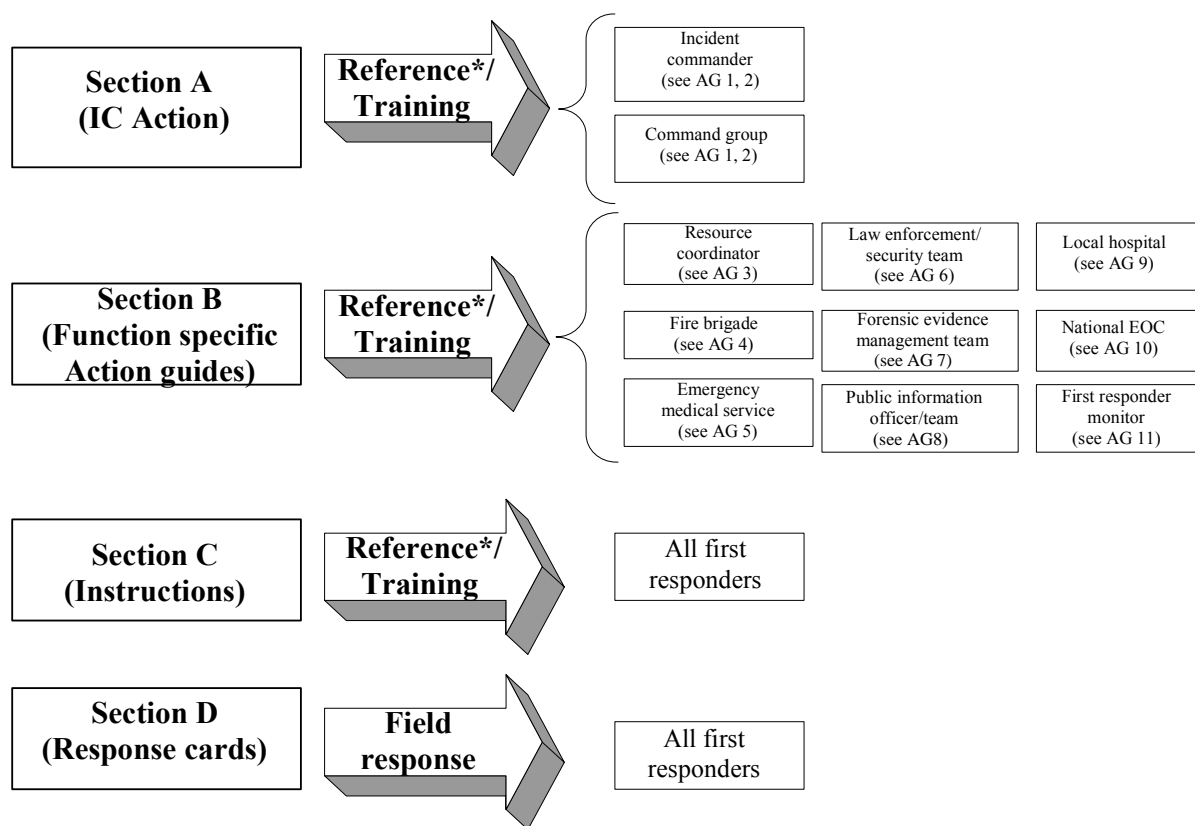 Section A
(IC Action)
Reference*/
Training
Incident
commander
(see AG 1, 2)
Command group
(see AG 1, 2)
Section B
(Function specific
Action guides)
Reference*/
Training
Resource
coordinator
(see AG 3)
Law enforcement/
security team
(see AG 6)
Local hospital
(see AG 9)
Fire brigade
(see AG 4)
Forensic evidence
management team
(see AG 7)
National EOC
(see AG 10)
Emergency
medical service
(see AG 5)
Public information
officer/team
(see AG8)
First responder
monitor
(see AG 11)
Section C
(Instructions)
Reference*/
Training
All first
responders
Section D
(Response cards)
Field
response
All first
responders